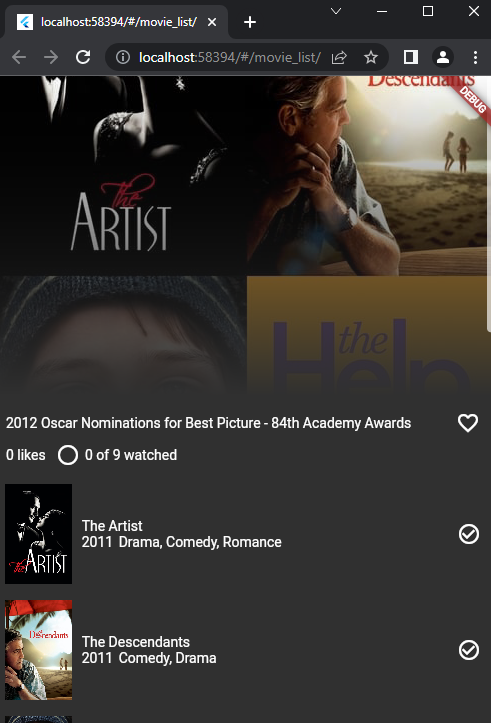 localhost:58394/#/movie_list/
localhost:58394/#/movie_list/
Descendants
DEBUG
The
ARTIST
the
Help
2012 Oscar Nominations for Best Picture - 84th Academy Awards
0 likes 0 of 9 watched
The Artist
2011 Drama, Comedy, Romance
The ARTIST
The Descendants
2011 Comedy, Drama
the Descendants